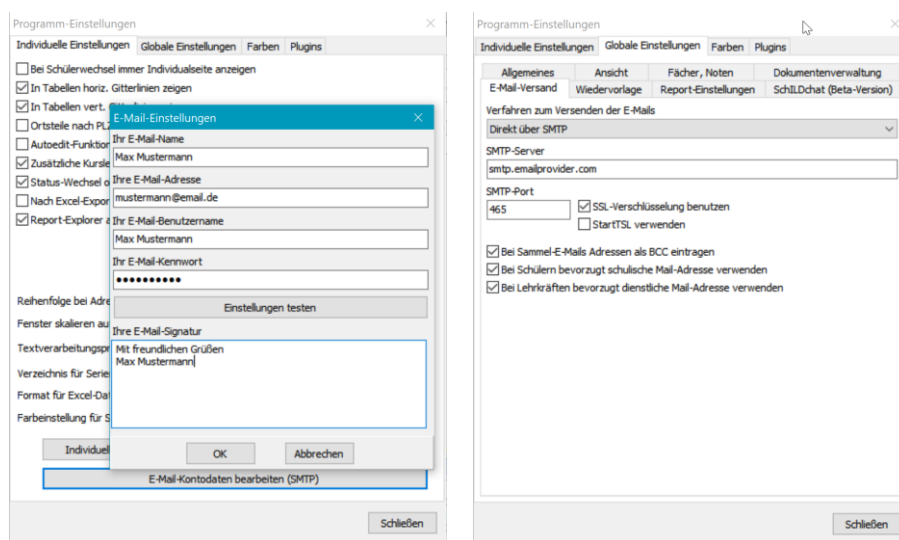 Programm-Einstellungen
Individuelle Einstellungen Globale Einstellungen Farben Plugins
Bei Schülerwechsel immer Individualseite anzeigen
In Tabellen horiz. Gitterlinien zeigen
In Tabellen vert.
Ortsteile nach PLZ
Autoedit-Funktion
Zusätzliche Kursle
Status-Wechsel o
Nach Excel-Expor
Report-Explorer a
Reihenfolge bei Adre
Fenster skalieren au
Textverarbeitungspr
Verzeichnis für Serie
Format für Excel-Dat
Farbeinstellung für S
Individuel
E-Mail-Kontodaten bearbeiten (SMTP)
Schließen
E-Mail-Einstellungen
Ihr E-Mail-Name
Max Mustermann
Ihre E-Mail-Adresse
mustermann@email.de
Ihr E-Mail-Benutzername
Max Mustermann
Ihr E-Mail-Kennwort
••••••••••
Einstellungen testen
Ihre E-Mail-Signatur
Mit freundlichen Grüßen
Max Mustermann
OK Abbrechen
Programm-Einstellungen
Individuelle Einstellungen Globale Einstellungen Farben Plugins
Allgemeines Ansicht Fächer, Noten Dokumentenverwaltung
E-Mail-Versand Wiedervorlage Report-Einstellungen SchILDchat (Beta-Version)
Verfahren zum Versenden der E-Mails
Direkt über SMTP
SMTP-Server
smtp.emailprovider.com
SMTP-Port
465 SSL-Verschlüsselung benutzen
StartTSL verwenden
Bei Sammel-E-Mails Adressen als BCC eintragen
Bei Schülern bevorzugt schulische Mail-Adresse verwenden
Bei Lehrkräften bevorzugt dienstliche Mail-Adresse verwenden
Schließen